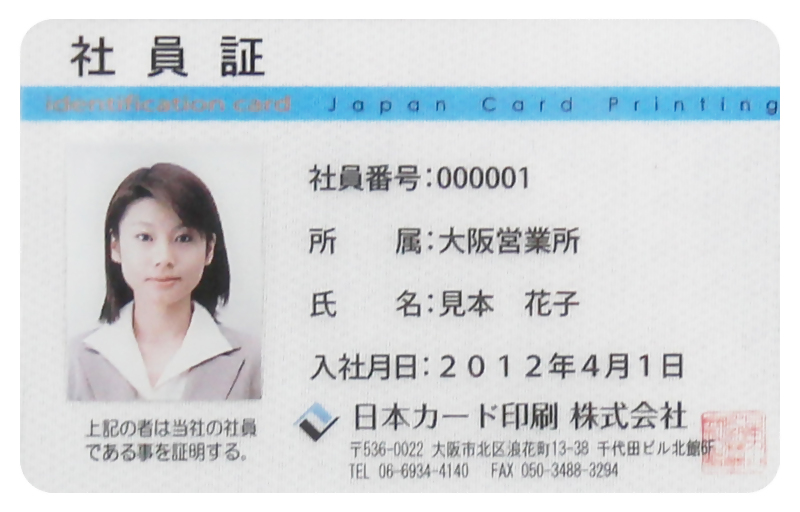 社員証
identification card Japan Card Printing
社員番号:000001
所　属:大阪営業所
氏　名:見本　花子
入社月日:２０１２年４月１日
上記の者は当社の社員
である事を証明する。
日本カード印刷 株式会社
〒536-0022 大阪市北区浪花町13-38 千代田ビル北館6F
TEL 06-6934-4140 FAX 050-3488-3294